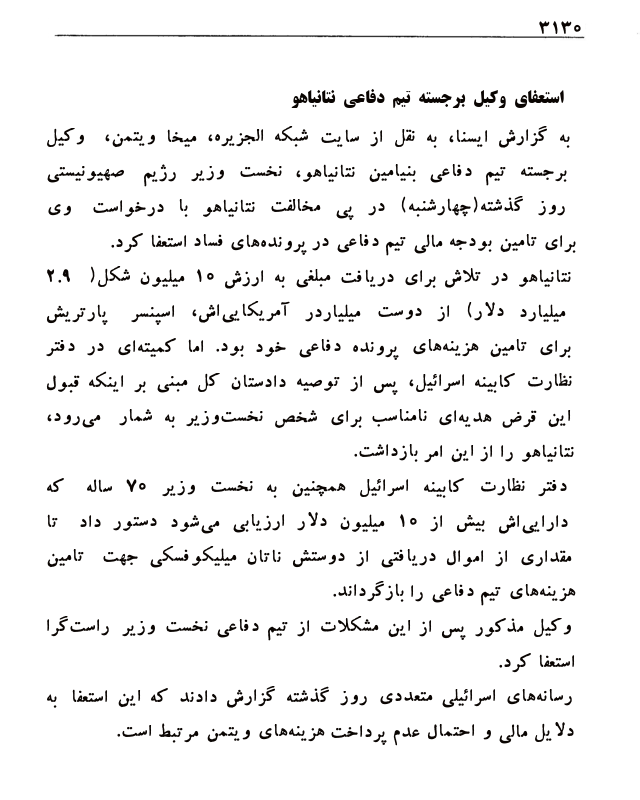 ۳۱۳۰
استعفای وکیل برجسته تیم دفاعی نتانیاهو
به گزارش ایسنا، به نقل از سایت شبکه الجزیره، میخا ویتمن، وکیل
برجسته تیم دفاعی بنیامین نتانیاهو، نخست وزیر رژیم صهیونیستی
روز گذشته(چهارشنبه) در پی مخالفت نتانیاهو با درخواست وی
برای تامین بودجه مالی تیم دفاعی در پرونده‌های فساد استعفا کرد.
نتانیاهو در تلاش برای دریافت مبلغی به ارزش ۱۰ میلیون شکل( ۲.۹
میلیارد دلار) از دوست میلیاردر آمریکایی‌اش، اسپنسر پارتریش
برای تامین هزینه‌های پرونده دفاعی خود بود. اما کمیته‌ای در دفتر
نظارت کابینه اسرائیل، پس از توصیه دادستان کل مبنی بر اینکه قبول
این قرض هدیه‌ای نامناسب برای شخص نخست‌وزیر به شمار می‌رود،
نتانیاهو را از این امر بازداشت.
دفتر نظارت کابینه اسرائیل همچنین به نخست وزیر ۷۰ ساله که
دارایی‌اش بیش از ۱۰ میلیون دلار ارزیابی می‌شود دستور داد تا
مقداری از اموال دریافتی از دوستش ناتان میلیکوفسکی جهت تامین
هزینه‌های تیم دفاعی را بازگرداند.
وکیل مذکور پس از این مشکلات از تیم دفاعی نخست وزیر راست‌گرا
استعفا کرد.
رسانه‌های اسرائیلی متعددی روز گذشته گزارش دادند که این استعفا به
دلایل مالی و احتمال عدم پرداخت هزینه‌های ویتمن مرتبط است.